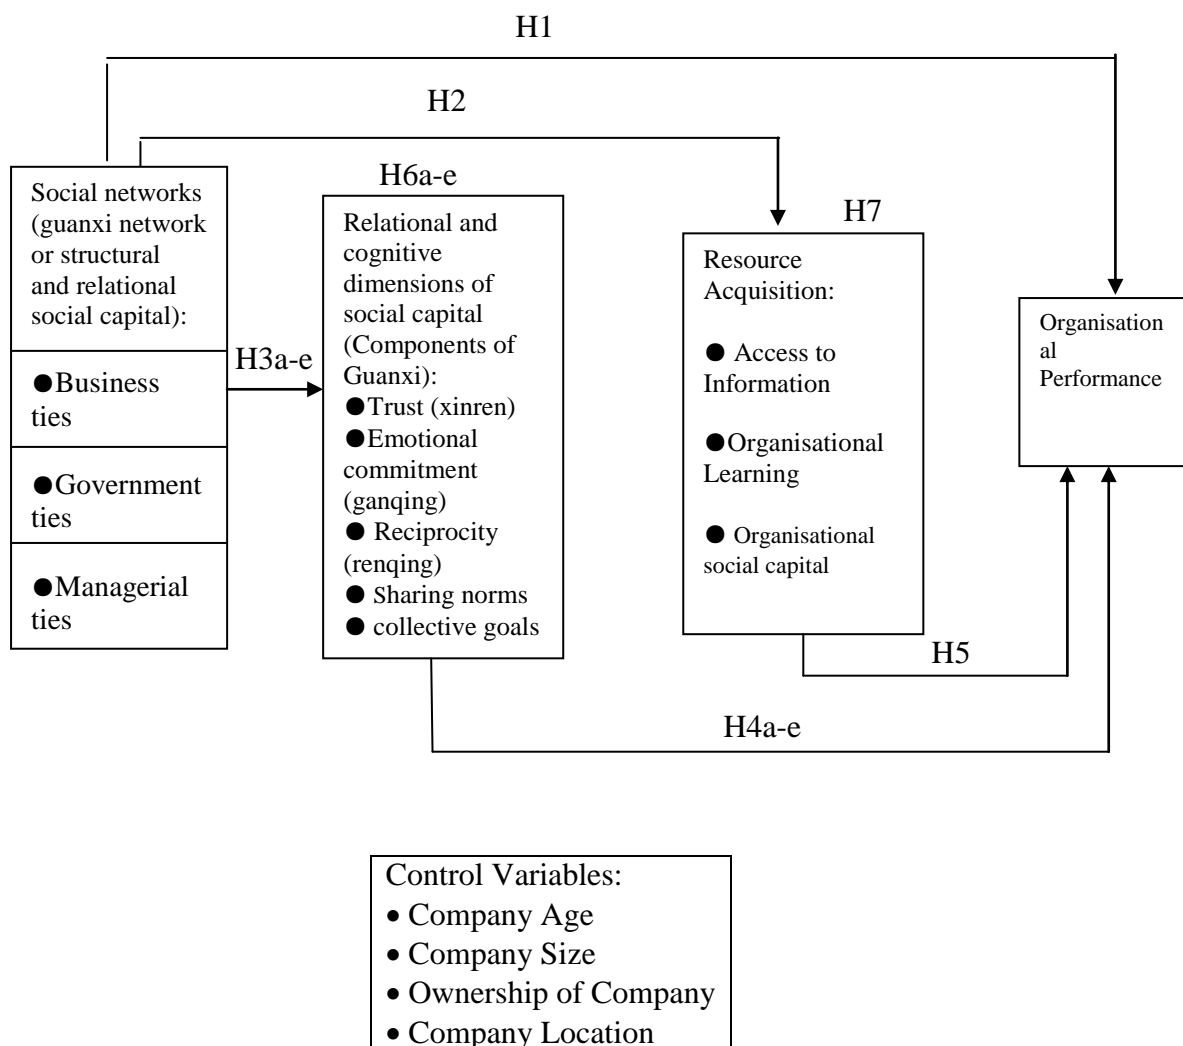 H1
H2
Social networks
(guanxi network
or structural
and relational
social capital):
●Business
ties
●Government
ties
●Managerial
ties
H3a-e
H6a-e
Relational and
cognitive
dimensions of
social capital
(Components of
Guanxi):
●Trust (xinren)
●Emotional
commitment
(ganqing)
● Reciprocity
(renqing)
● Sharing norms
● collective goals
H7
Resource
Acquisition:
● Access to
Information
●Organisational
Learning
● Organisational
social capital
Organisation
al
Performance
H5
H4a-e
Control Variables:
• Company Age
• Company Size
• Ownership of Company
• Company Location